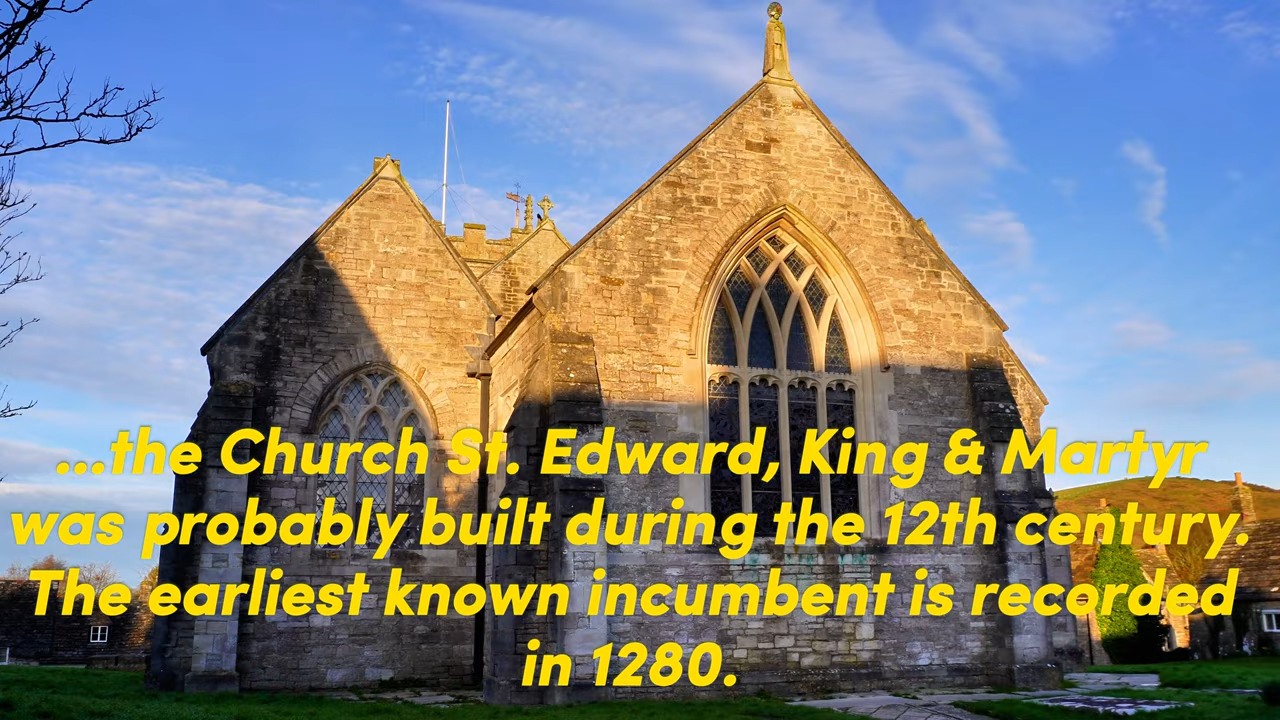 ...the Church St. Edward, King & Martyr
was probably built during the 12th century.
The earliest known incumbent is recorded
in 1280.